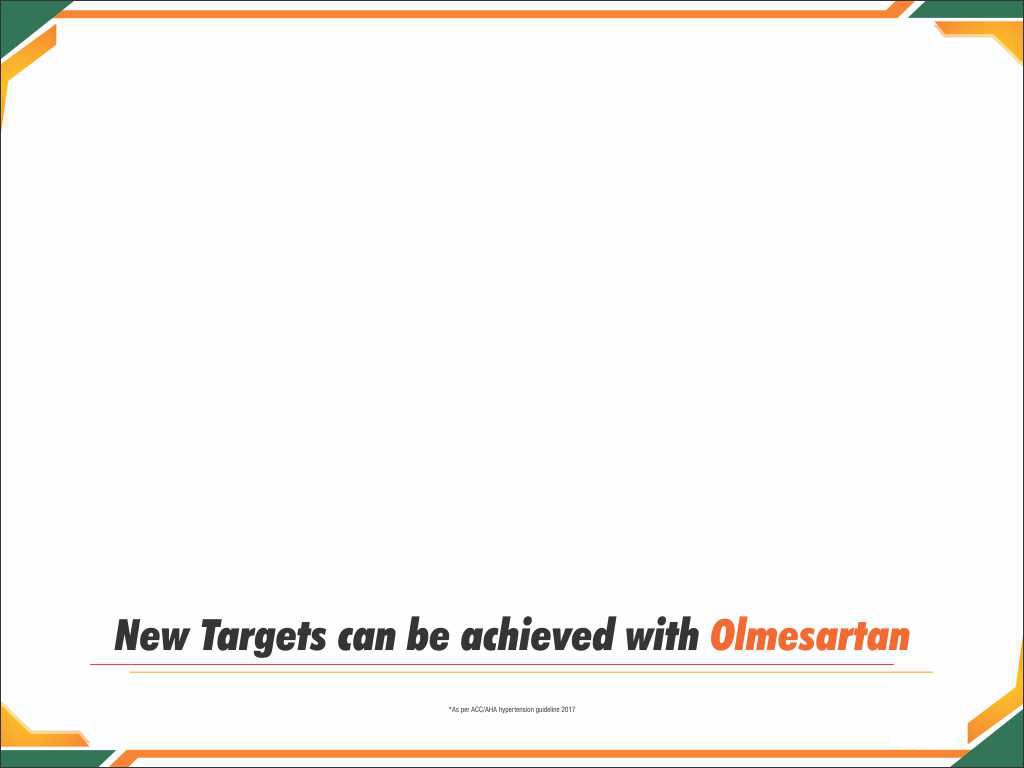 New Targets can be achieved with Olmesartan
*As per ACC/AHA hypertension guideline 2017